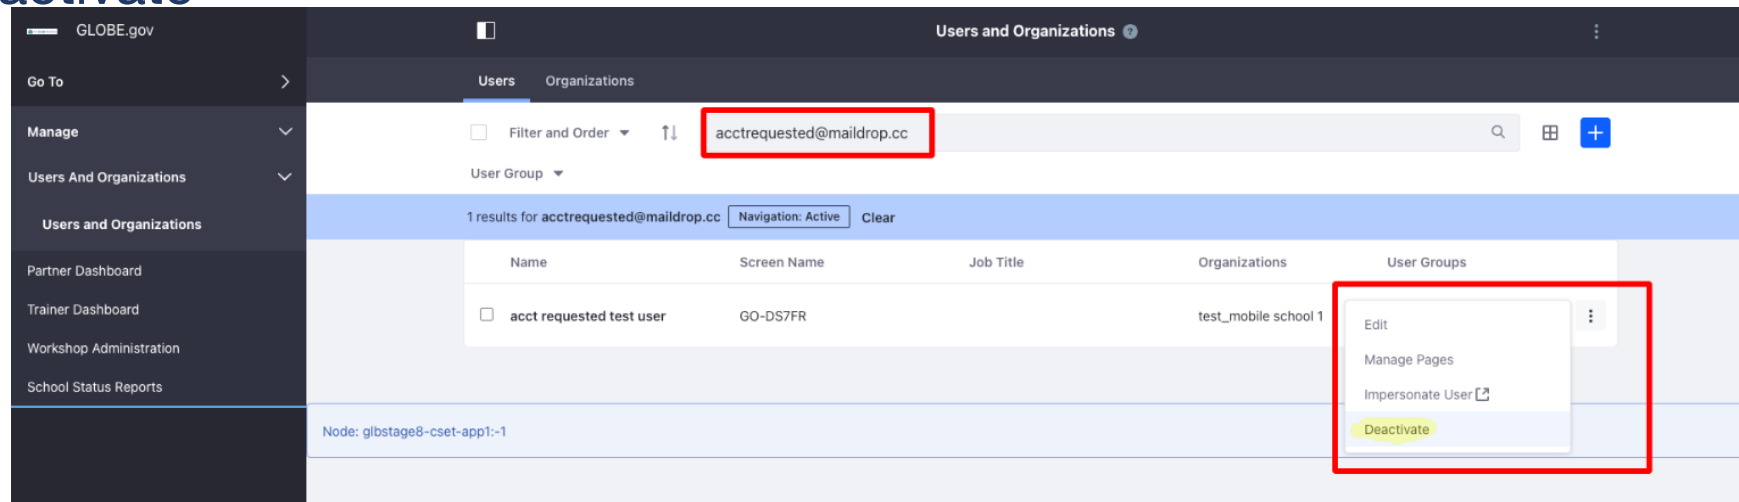 activate
GLOBE.gov
Users and Organizations
Go To
Users Organizations
Manage
Filter and Order
acctrequested@maildrop.cc
Users And Organizations
User Group
Users and Organizations
1 results for acctrequested@maildrop.cc Navigation: Active Clear
Partner Dashboard
Name Screen Name Job Title Organizations User Groups
Trainer Dashboard
acct requested test user GO-DS7FR test_mobile school 1
Edit
Workshop Administration
Manage Pages
School Status Reports
Impersonate User
Node: glbstage8-cset-app1:-1
Deactivate